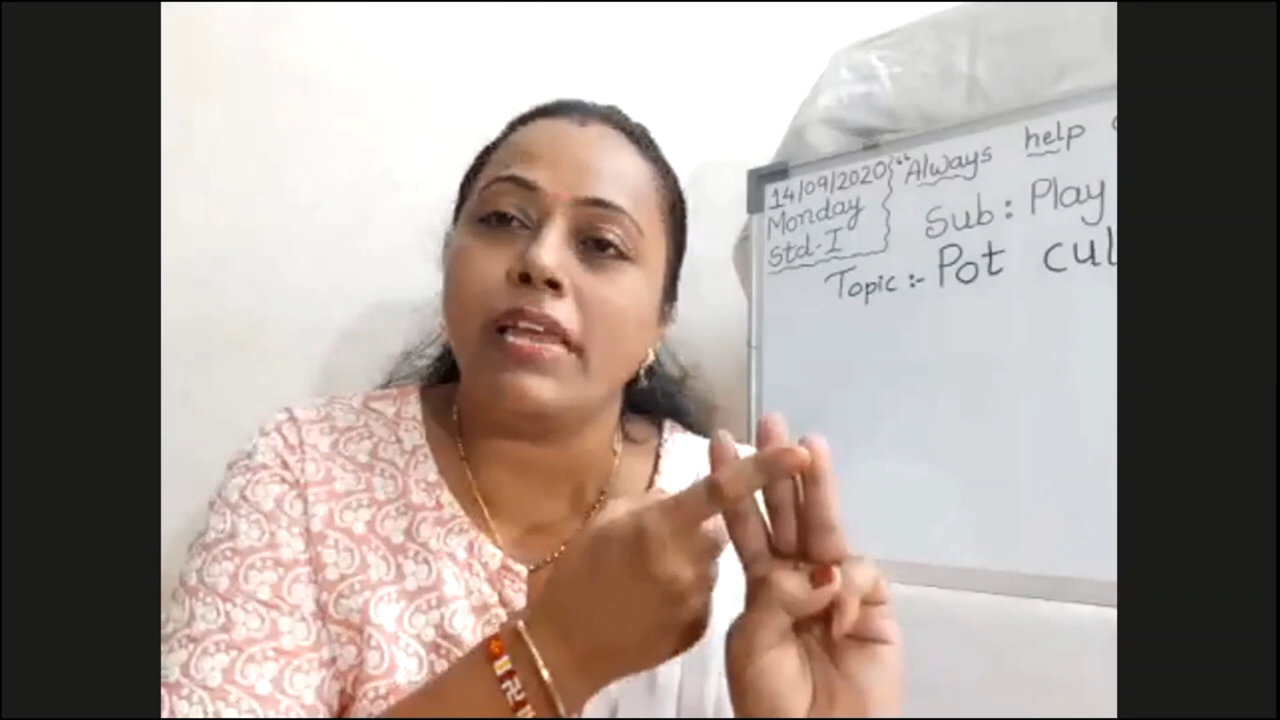 14/09/2020 "Always help
Monday
Std-I
Sub : Play
Topic :- Pot cul